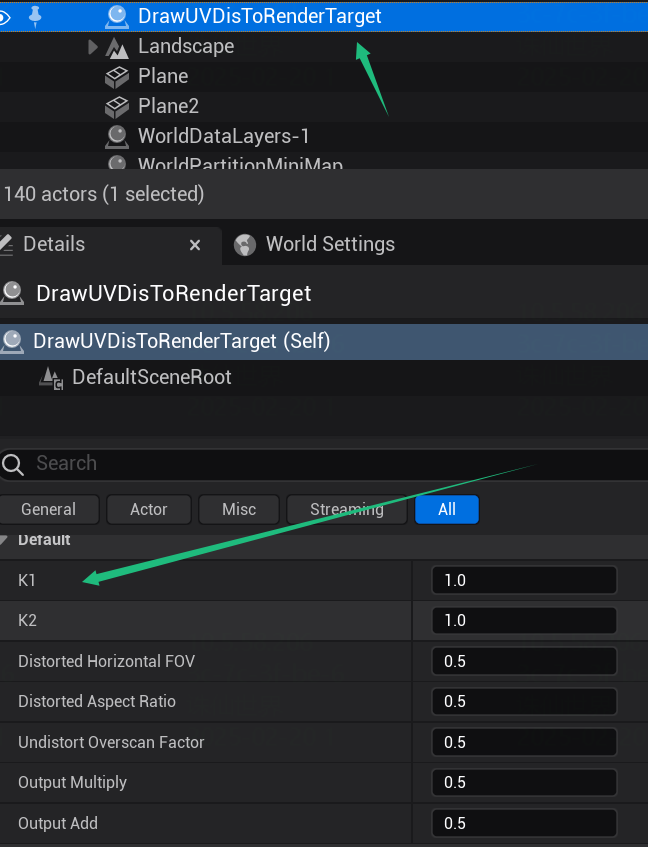 DrawUVDisToRenderTarget
Landscape
Plane
Plane2
WorldDataLayers-1
WorldPartitionMiniMap
140 actors (1 selected)
Details × World Settings
DrawUVDisToRenderTarget
DrawUVDisToRenderTarget (Self)
DefaultSceneRoot
Search
General Actor Misc Streaming All
Default
K1 1.0
K2 1.0
Distorted Horizontal FOV 0.5
Distorted Aspect Ratio 0.5
Undistort Overscan Factor 0.5
Output Multiply 0.5
Output Add 0.5